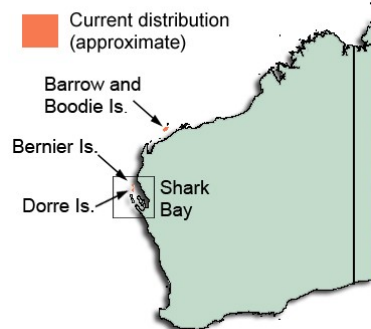 Current distribution
(approximate)
Barrow and
Boodie Is.
Bernier Is.
Dorre Is.
Shark
Bay